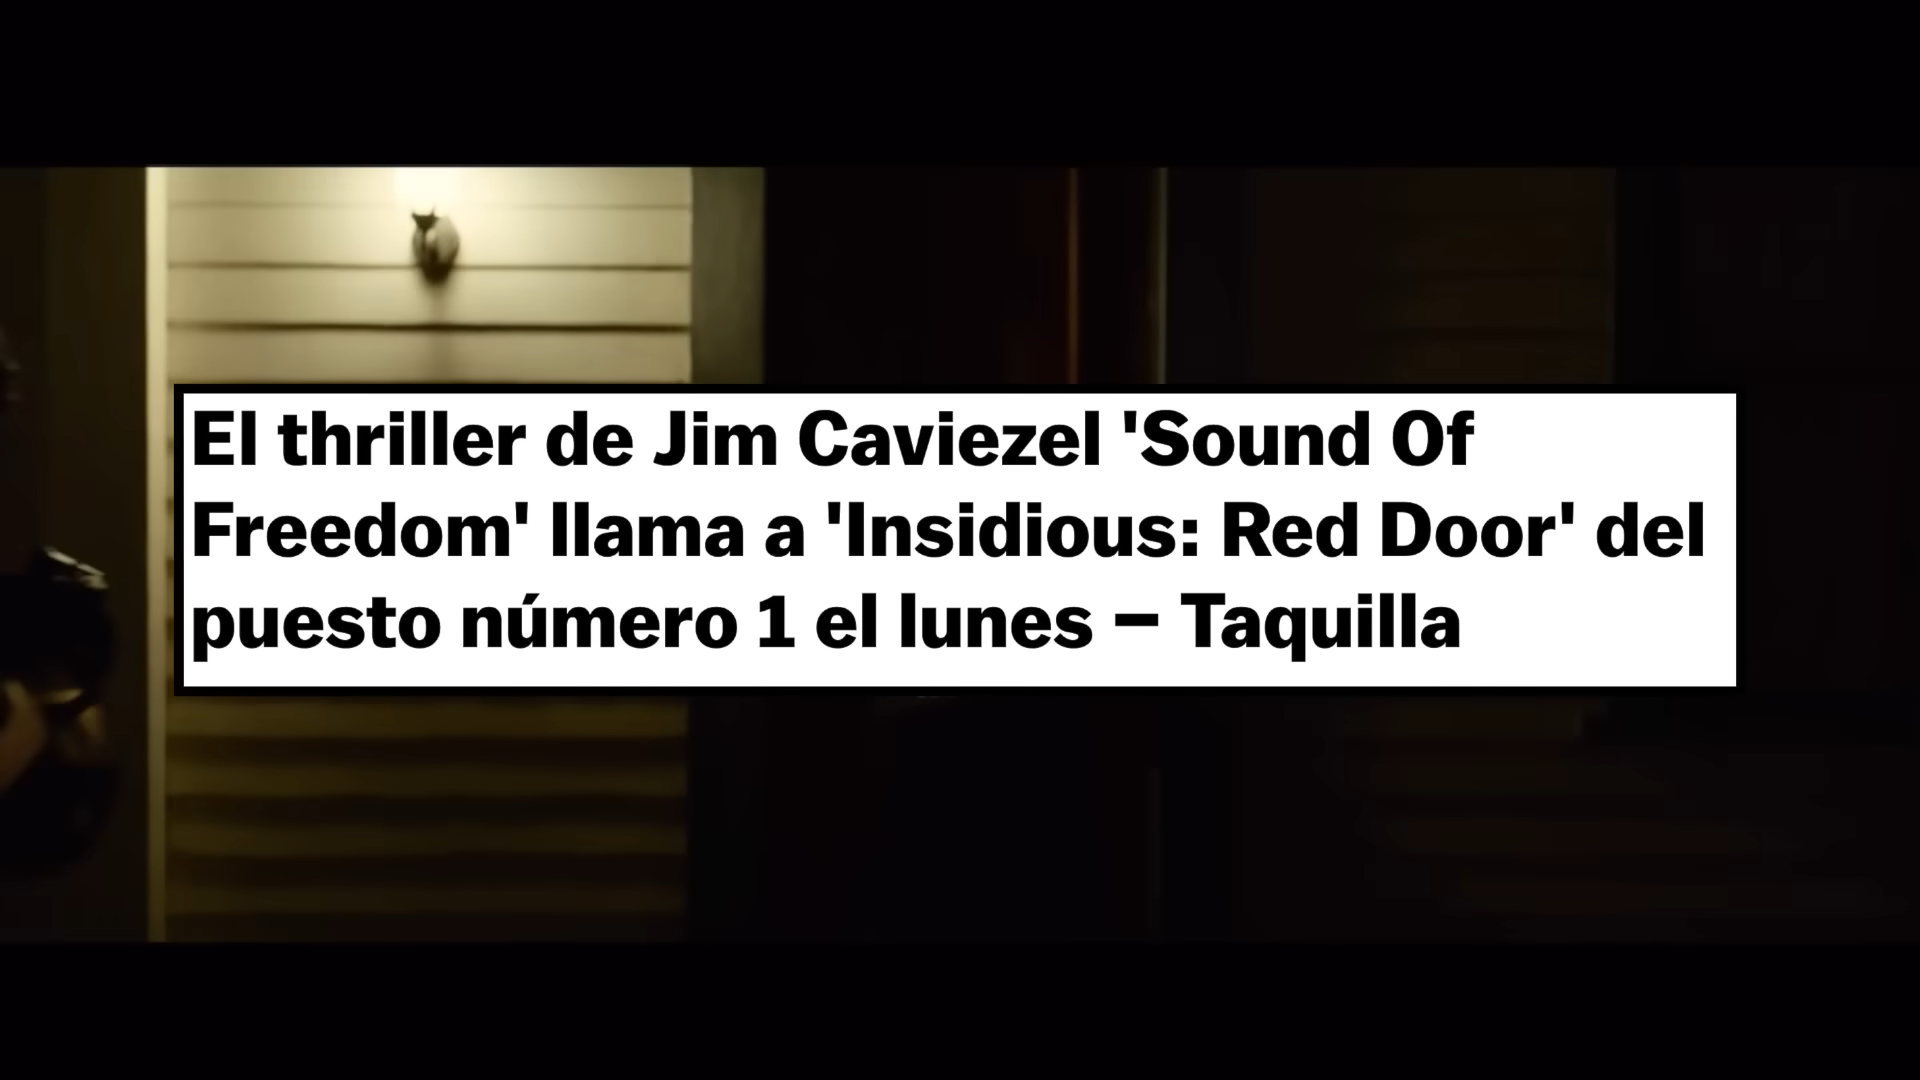 El thriller de Jim Caviezel 'Sound Of
Freedom' llama a 'Insidious: Red Door' del
puesto número 1 el lunes – Taquilla